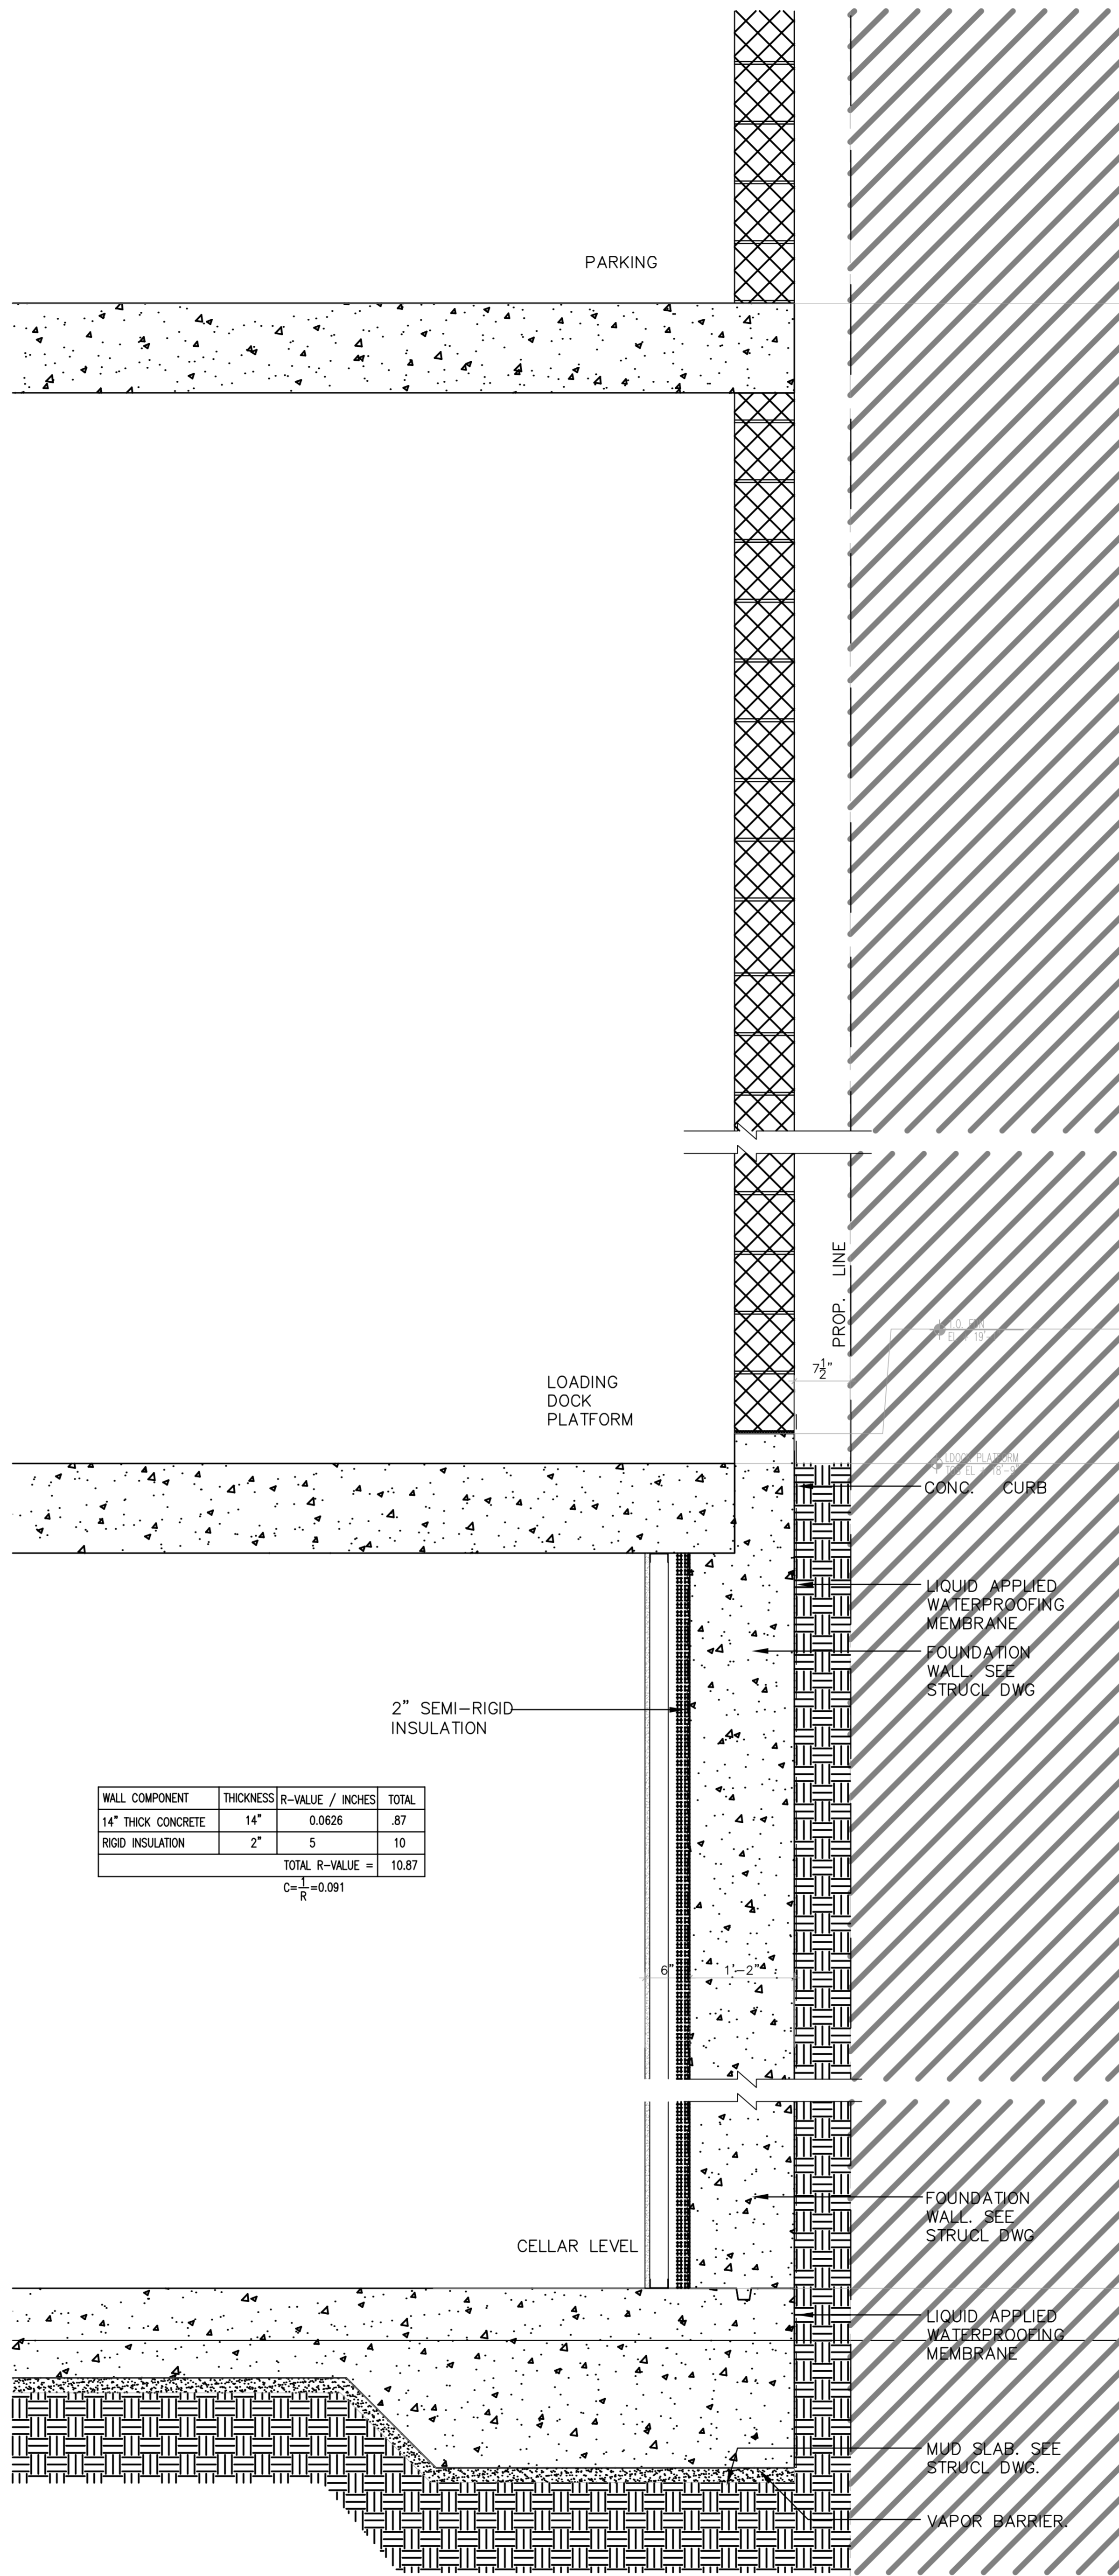 PARKING
PROP. LINE
7 1/2"
LOADING
DOCK
PLATFORM
CONC. CURB
LIQUID APPLIED
WATERPROOFING
MEMBRANE
FOUNDATION
WALL. SEE
STRUCL DWG
2" SEMI-RIGID
INSULATION
WALL COMPONENT THICKNESS R-VALUE / INCHES TOTAL
14" THICK CONCRETE 14" 0.0626 .87
RIGID INSULATION 2" 5 10
TOTAL R-VALUE = 10.87
C=1/R=0.091
6" 1'-2"
FOUNDATION
WALL. SEE
STRUCL DWG
CELLAR LEVEL
LIQUID APPLIED
WATERPROOFING
MEMBRANE
MUD SLAB. SEE
STRUCL DWG.
VAPOR BARRIER.